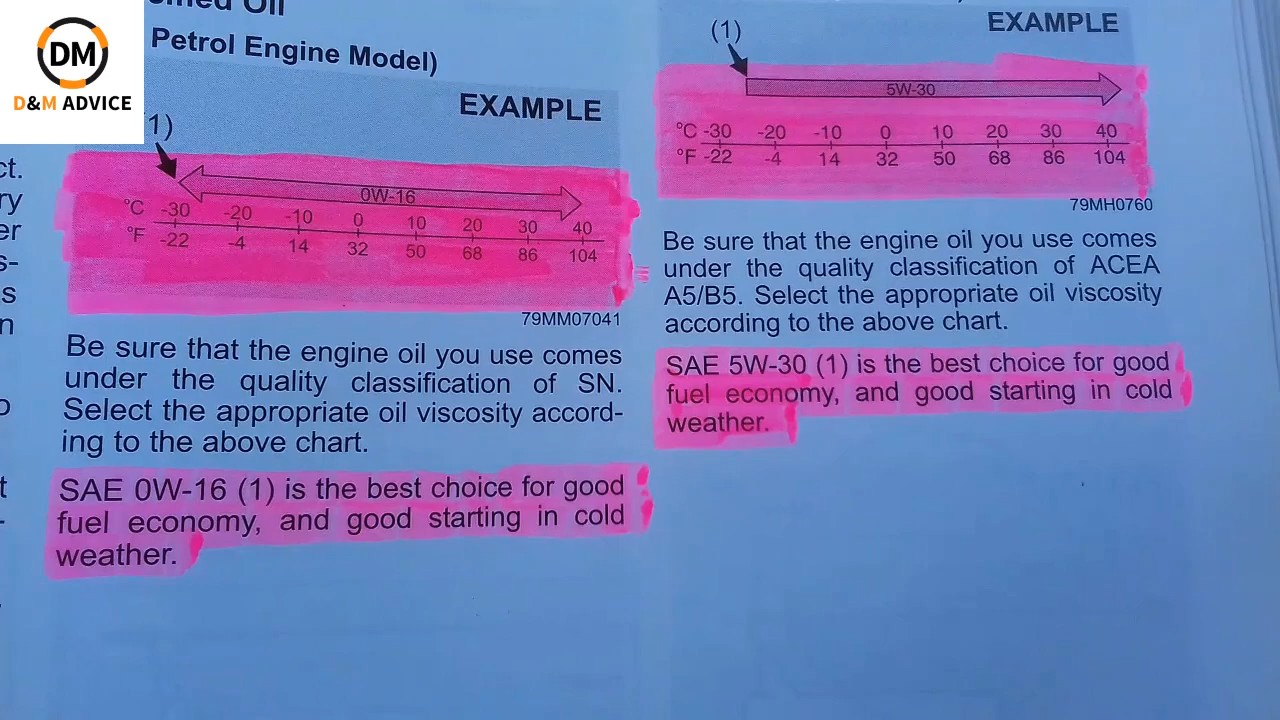 DM
D&M ADVICE
Oil
Petrol Engine Model)
EXAMPLE
1)
0W-16
°C -30 -20 -10 0 10 20 30 40
°F -22 -4 14 32 50 68 86 104
79MM07041
Be sure that the engine oil you use comes
under the quality classification of SN.
Select the appropriate oil viscosity accord-
ing to the above chart.
SAE 0W-16 (1) is the best choice for good
fuel economy, and good starting in cold
weather.
EXAMPLE
(1)
5W-30
°C -30 -20 -10 0 10 20 30 40
°F -22 -4 14 32 50 68 86 104
79MH0760
Be sure that the engine oil you use comes
under the quality classification of ACEA
A5/B5. Select the appropriate oil viscosity
according to the above chart.
SAE 5W-30 (1) is the best choice for good
fuel economy, and good starting in cold
weather.